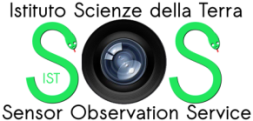 Istituto Scienze della Terra
SOS
IST
Sensor Observation Service